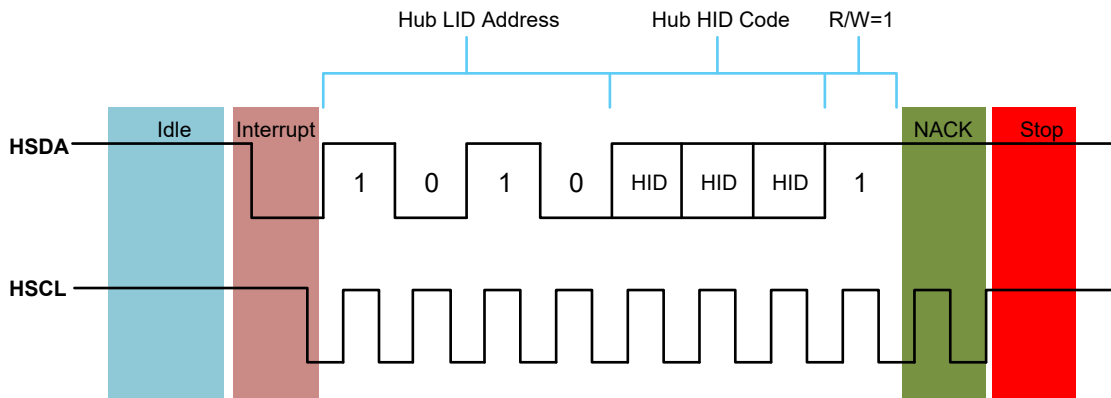 Hub LID Address Hub HID Code R/W=1
Idle Interrupt NACK Stop
HSDA
1 0 1 0 HID HID HID 1
HSCL